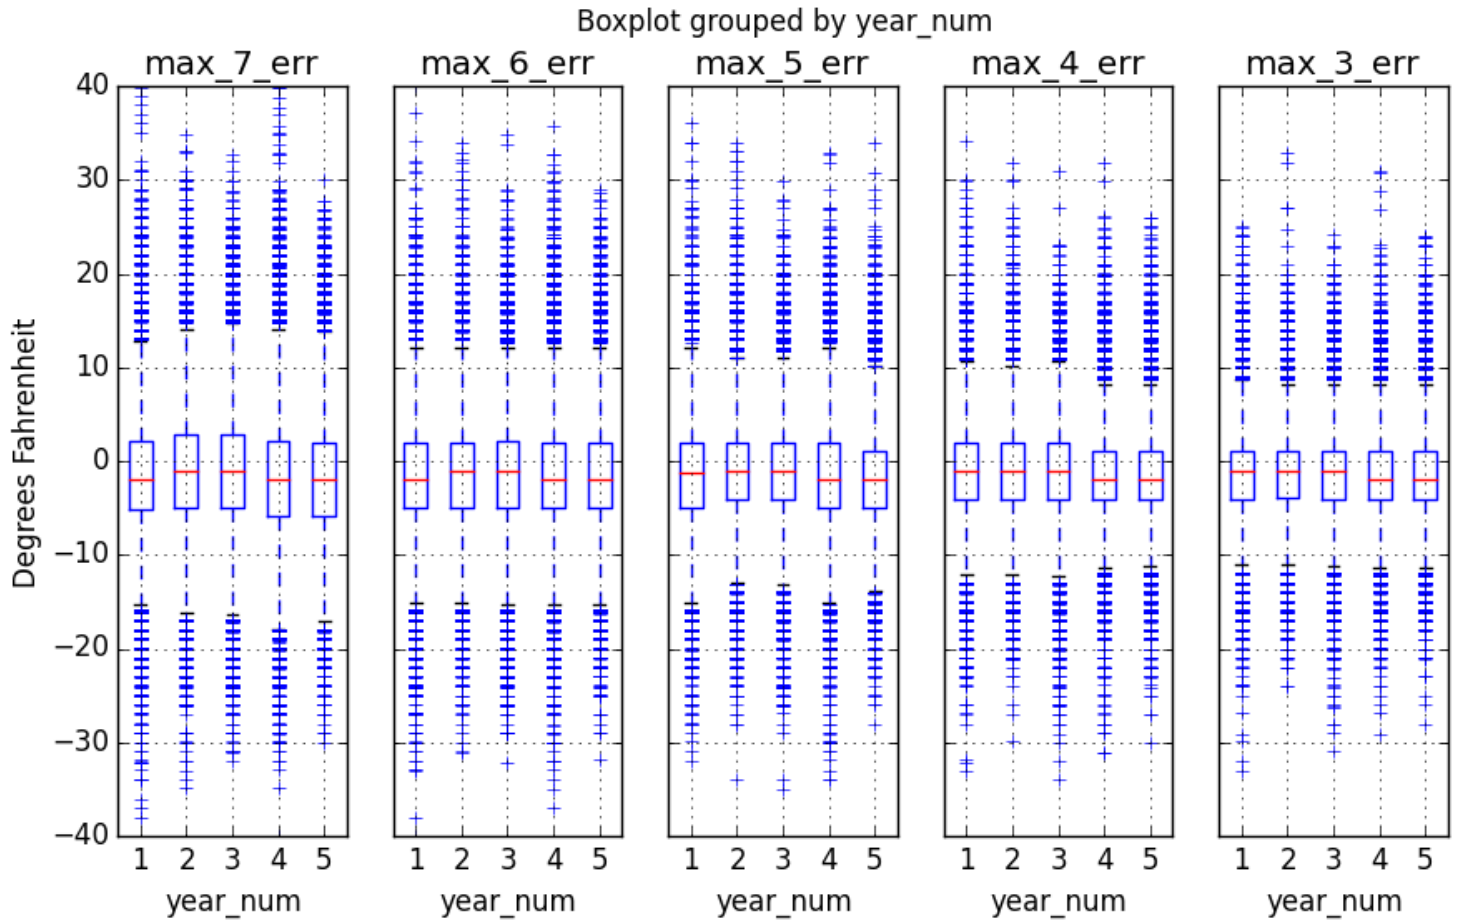 Boxplot grouped by year_num
max_7_err max_6_err max_5_err max_4_err max_3_err
Degrees Fahrenheit
40
30
20
10
0
−10
−20
−30
−40
1 2 3 4 5 1 2 3 4 5 1 2 3 4 5 1 2 3 4 5 1 2 3 4 5
year_num year_num year_num year_num year_num